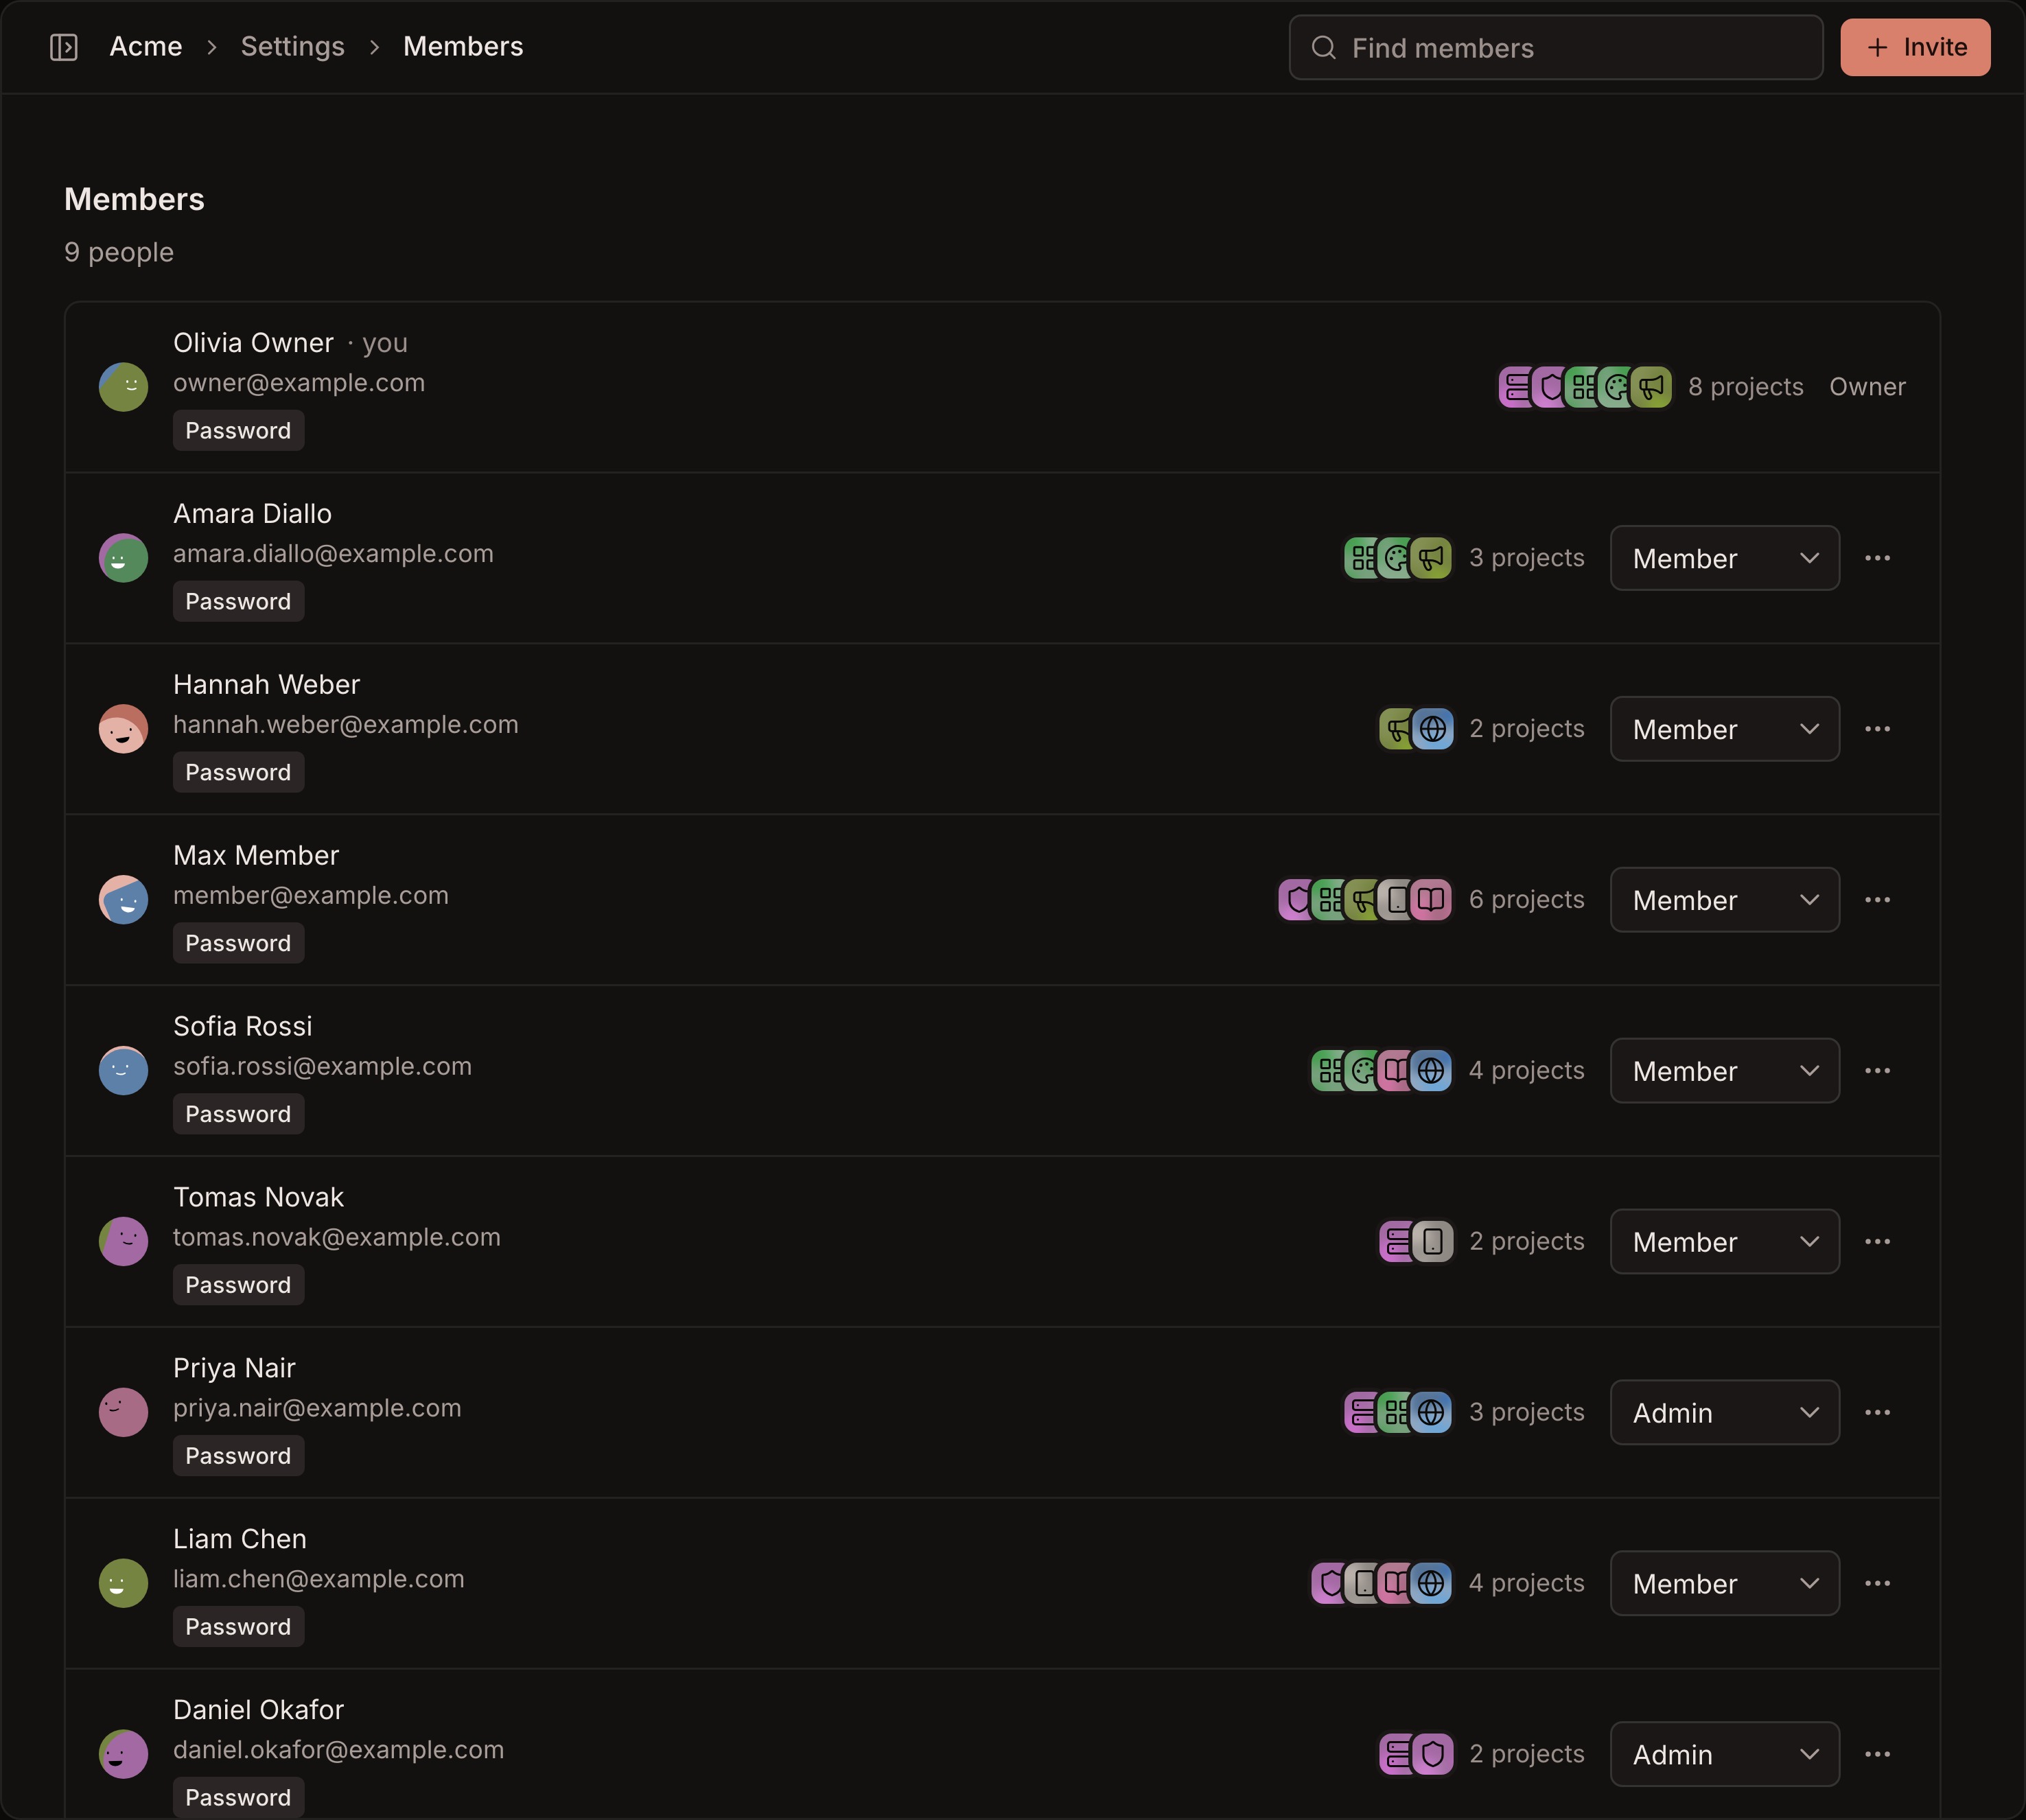 Acme > Settings > Members
Find members
+ Invite
Members
9 people
Olivia Owner · you
owner@example.com
Password
8 projects
Owner
Amara Diallo
amara.diallo@example.com
Password
3 projects
Member
Hannah Weber
hannah.weber@example.com
Password
2 projects
Member
Max Member
member@example.com
Password
6 projects
Member
Sofia Rossi
sofia.rossi@example.com
Password
4 projects
Member
Tomas Novak
tomas.novak@example.com
Password
2 projects
Member
Priya Nair
priya.nair@example.com
Password
3 projects
Admin
Liam Chen
liam.chen@example.com
Password
4 projects
Member
Daniel Okafor
daniel.okafor@example.com
Password
2 projects
Admin